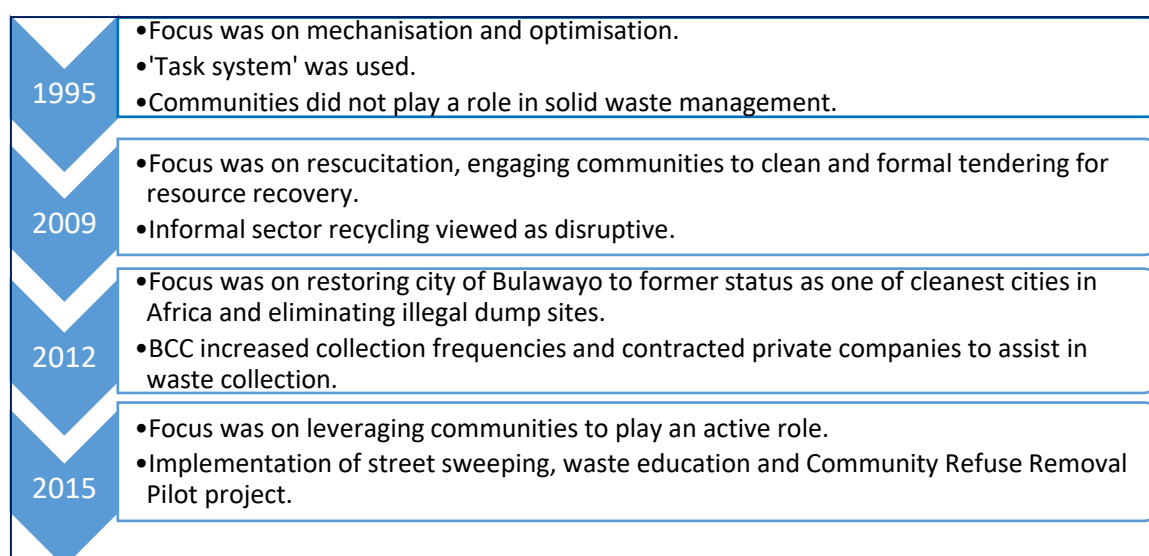 1995
•Focus was on mechanisation and optimisation.
•'Task system' was used.
•Communities did not play a role in solid waste management.
2009
•Focus was on rescucitation, engaging communities to clean and formal tendering for
resource recovery.
•Informal sector recycling viewed as disruptive.
2012
•Focus was on restoring city of Bulawayo to former status as one of cleanest cities in
Africa and eliminating illegal dump sites.
•BCC increased collection frequencies and contracted private companies to assist in
waste collection.
2015
•Focus was on leveraging communities to play an active role.
•Implementation of street sweeping, waste education and Community Refuse Removal
Pilot project.